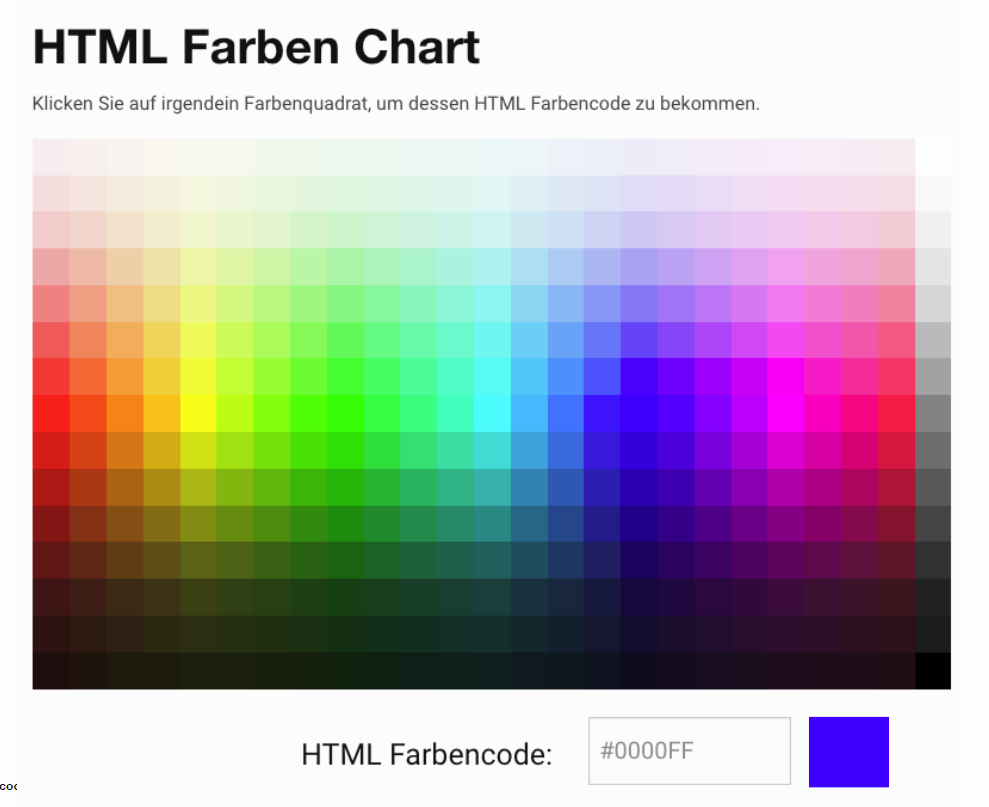 HTML Farben Chart
Klicken Sie auf irgendein Farbenquadrat, um dessen HTML Farbencode zu bekommen.
HTML Farbencode:
#0000FF